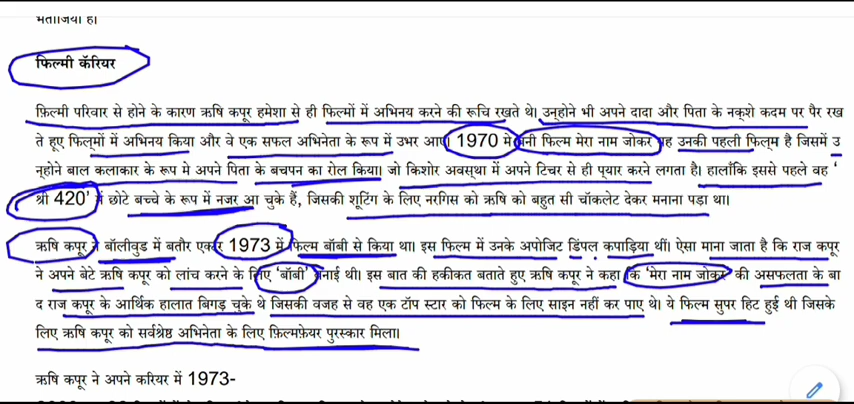 भतीजियां हैं।
फिल्मी कॅरियर
फ़िल्मी परिवार से होने के कारण ऋषि कपूर हमेशा से ही फिल्मों में अभिनय करने की रूचि रखते थे। उन्होने भी अपने दादा और पिता के नक्शे कदम पर पैर रख
ते हुए फिल्मों में अभिनय किया और वे एक सफल अभिनेता के रूप में उभर आए। 1970 मे बनी फिल्म मेरा नाम जोकर यह उनकी पहली फिल्म है जिसमें उ
न्होने बाल कलाकार के रूप मे अपने पिता के बचपन का रोल किया। जो किशोर अवस्था में अपने टिचर से ही प्यार करने लगता है। हालाँकि इससे पहले वह '
श्री 420' में छोटे बच्चे के रूप में नजर आ चुके हैं, जिसकी शूटिंग के लिए नरगिस को ऋषि को बहुत सी चॉकलेट देकर मनाना पड़ा था।
ऋषि कपूर ने बॉलीवुड में बतौर एक्टर 1973 में फिल्म बॉबी से किया था। इस फिल्म में उनके अपोजिट डिंपल कपाड़िया थीं। ऐसा माना जाता है कि राज कपूर
ने अपने बेटे ऋषि कपूर को लांच करने के लिए 'बॉबी' बनाई थी। इस बात की हकीकत बताते हुए ऋषि कपूर ने कहा कि 'मेरा नाम जोकर' की असफलता के बा
द राज कपूर के आर्थिक हालात बिगड़ चुके थे जिसकी वजह से वह एक टॉप स्टार को फिल्म के लिए साइन नहीं कर पाए थे। ये फिल्म सुपर हिट हुई थी जिसके
लिए ऋषि कपूर को सर्वश्रेष्ठ अभिनेता के लिए फ़िल्मफ़ेयर पुरस्कार मिला।
ऋषि कपूर ने अपने करियर में 1973-